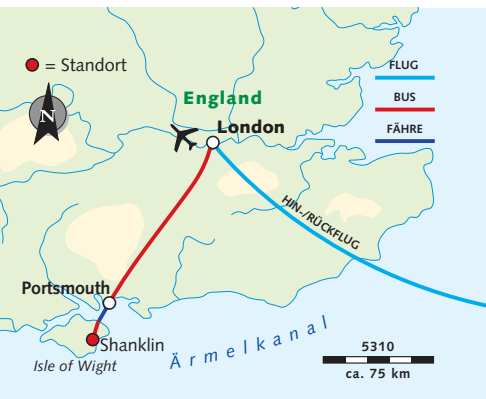 = Standort
FLUG
BUS
FÄHRE
N
England
London
HIN-/RÜCKFLUG
Portsmouth
Shanklin
Isle of Wight
Ärmelkanal
5310
ca. 75 km